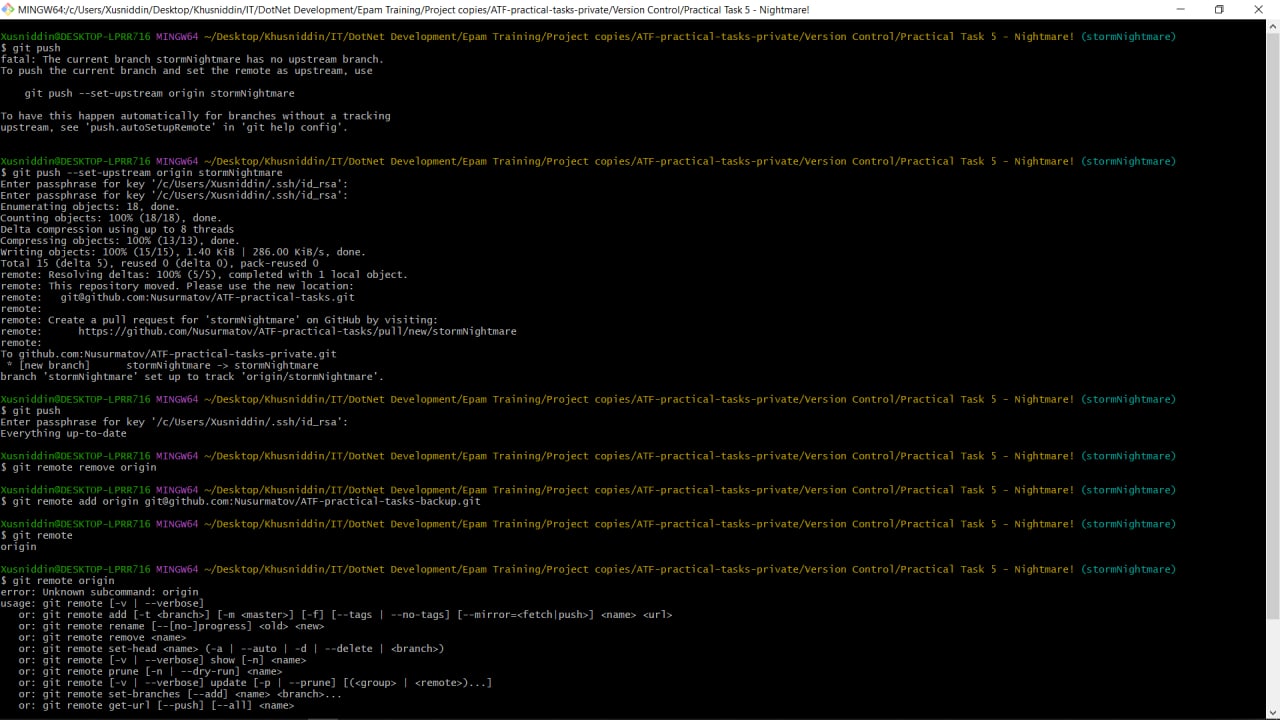 MINGW64:/c/Users/Xusniddin/Desktop/Khusniddin/IT/DotNet Development/Epam Training/Project copies/ATF-practical-tasks-private/Version Control/Practical Task 5 - Nightmare!
Xusniddin@DESKTOP-LPRR716 MINGW64 ~/Desktop/Khusniddin/IT/DotNet Development/Epam Training/Project copies/ATF-practical-tasks-private/Version Control/Practical Task 5 - Nightmare! (stormNightmare)
$ git push
fatal: The current branch stormNightmare has no upstream branch.
To push the current branch and set the remote as upstream, use
    git push --set-upstream origin stormNightmare
To have this happen automatically for branches without a tracking
upstream, see 'push.autoSetupRemote' in 'git help config'.
Xusniddin@DESKTOP-LPRR716 MINGW64 ~/Desktop/Khusniddin/IT/DotNet Development/Epam Training/Project copies/ATF-practical-tasks-private/Version Control/Practical Task 5 - Nightmare! (stormNightmare)
$ git push --set-upstream origin stormNightmare
Enter passphrase for key '/c/Users/Xusniddin/.ssh/id_rsa':
Enter passphrase for key '/c/Users/Xusniddin/.ssh/id_rsa':
Enumerating objects: 18, done.
Counting objects: 100% (18/18), done.
Delta compression using up to 8 threads
Compressing objects: 100% (13/13), done.
Writing objects: 100% (15/15), 1.40 KiB | 286.00 KiB/s, done.
Total 15 (delta 5), reused 0 (delta 0), pack-reused 0
remote: Resolving deltas: 100% (5/5), completed with 1 local object.
remote: This repository moved. Please use the new location:
remote:   git@github.com:Nusurmatov/ATF-practical-tasks.git
remote:
remote: Create a pull request for 'stormNightmare' on GitHub by visiting:
remote:      https://github.com/Nusurmatov/ATF-practical-tasks/pull/new/stormNightmare
remote:
To github.com:Nusurmatov/ATF-practical-tasks-private.git
 * [new branch]      stormNightmare -> stormNightmare
branch 'stormNightmare' set up to track 'origin/stormNightmare'.
Xusniddin@DESKTOP-LPRR716 MINGW64 ~/Desktop/Khusniddin/IT/DotNet Development/Epam Training/Project copies/ATF-practical-tasks-private/Version Control/Practical Task 5 - Nightmare! (stormNightmare)
$ git push
Enter passphrase for key '/c/Users/Xusniddin/.ssh/id_rsa':
Everything up-to-date
Xusniddin@DESKTOP-LPRR716 MINGW64 ~/Desktop/Khusniddin/IT/DotNet Development/Epam Training/Project copies/ATF-practical-tasks-private/Version Control/Practical Task 5 - Nightmare! (stormNightmare)
$ git remote remove origin
Xusniddin@DESKTOP-LPRR716 MINGW64 ~/Desktop/Khusniddin/IT/DotNet Development/Epam Training/Project copies/ATF-practical-tasks-private/Version Control/Practical Task 5 - Nightmare! (stormNightmare)
$ git remote add origin git@github.com:Nusurmatov/ATF-practical-tasks-backup.git
Xusniddin@DESKTOP-LPRR716 MINGW64 ~/Desktop/Khusniddin/IT/DotNet Development/Epam Training/Project copies/ATF-practical-tasks-private/Version Control/Practical Task 5 - Nightmare! (stormNightmare)
$ git remote
origin
Xusniddin@DESKTOP-LPRR716 MINGW64 ~/Desktop/Khusniddin/IT/DotNet Development/Epam Training/Project copies/ATF-practical-tasks-private/Version Control/Practical Task 5 - Nightmare! (stormNightmare)
$ git remote origin
error: Unknown subcommand: origin
usage: git remote [-v | --verbose]
   or: git remote add [-t <branch>] [-m <master>] [-f] [--tags | --no-tags] [--mirror=<fetch|push>] <name> <url>
   or: git remote rename [--[no-]progress] <old> <new>
   or: git remote remove <name>
   or: git remote set-head <name> (-a | --auto | -d | --delete | <branch>)
   or: git remote [-v | --verbose] show [-n] <name>
   or: git remote prune [-n | --dry-run] <name>
   or: git remote [-v | --verbose] update [-p | --prune] [(<group> | <remote>)...]
   or: git remote set-branches [--add] <name> <branch>...
   or: git remote get-url [--push] [--all] <name>